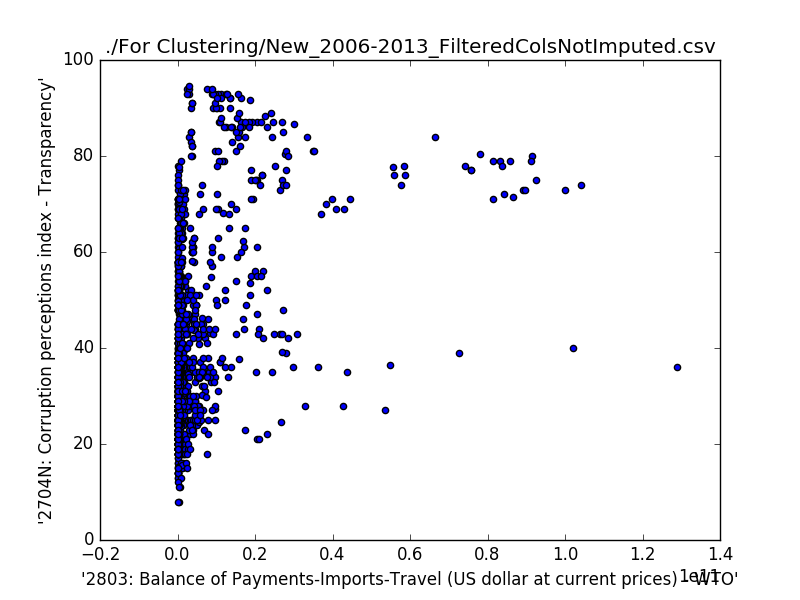 ./For Clustering/New_2006-2013_FilteredColsNotImputed.csv
100
80
60
40
20
0
'2704N: Corruption perceptions index - Transparency'
−0.2 0.0 0.2 0.4 0.6 0.8 1.0 1.2 1.4
1e11
'2803: Balance of Payments-Imports-Travel (US dollar at current prices) - WTO'